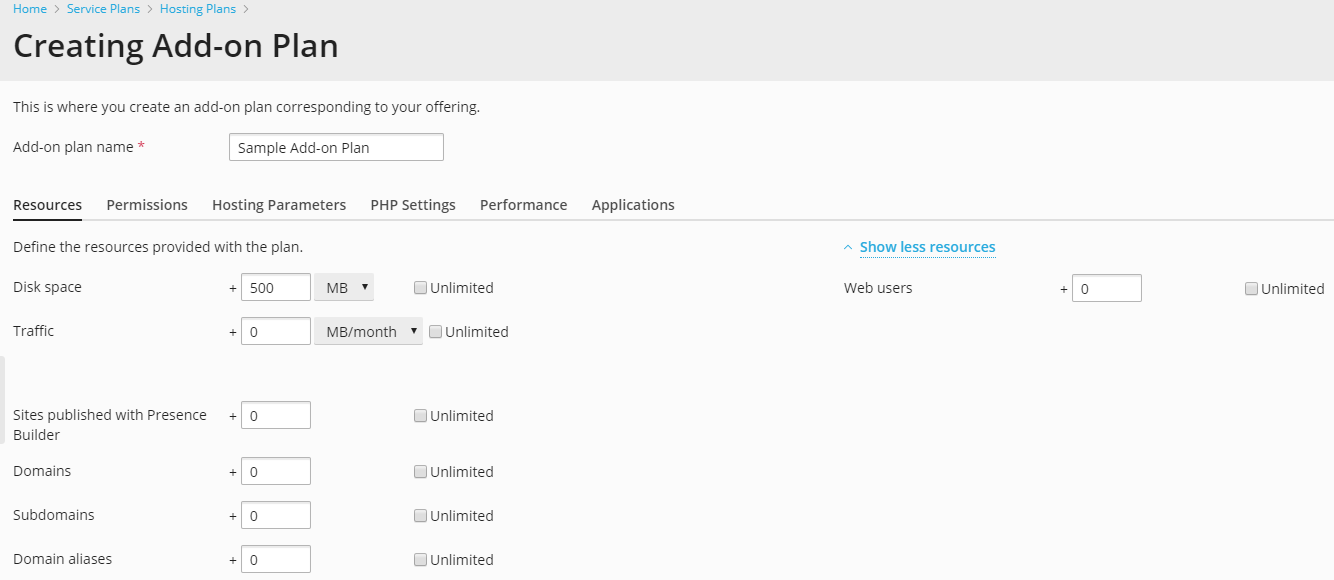 Home > Service Plans > Hosting Plans >
Creating Add-on Plan
This is where you create an add-on plan corresponding to your offering.
Add-on plan name * Sample Add-on Plan
Resources Permissions Hosting Parameters PHP Settings Performance Applications
Define the resources provided with the plan. Show less resources
Disk space + 500 MB Unlimited Web users + 0 Unlimited
Traffic + 0 MB/month Unlimited
Sites published with Presence
Builder + 0 Unlimited
Domains + 0 Unlimited
Subdomains + 0 Unlimited
Domain aliases + 0 Unlimited